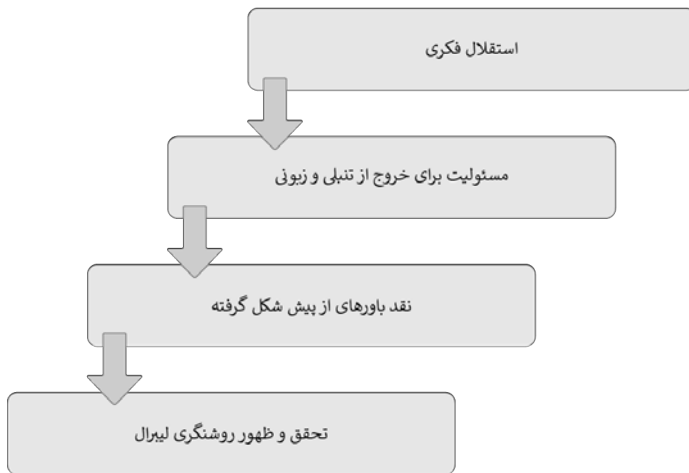 استقلال فکری
مسئولیت برای خروج از تنبلی و زبونی
نقد باورهای از پیش شکل گرفته
تحقق و ظهور روشنگری لیبرال